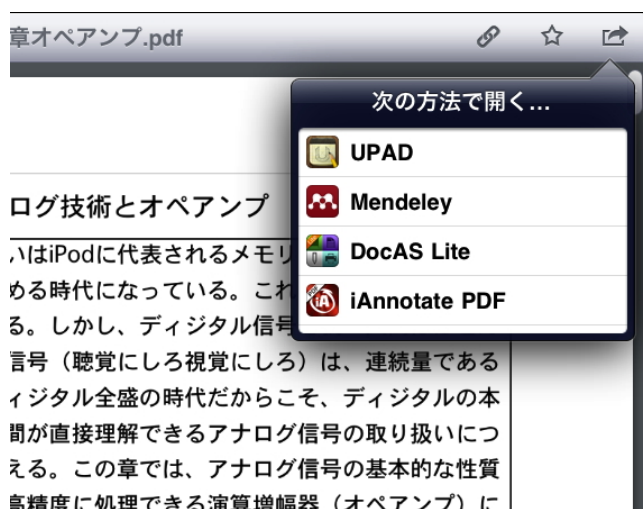 章オペアンプ.pdf
次の方法で開く...
UPAD
Mendeley
DocAS Lite
iAnnotate PDF
ログ技術とオペアンプ
いはiPodに代表されるメモリ
める時代になっている。これ
る。しかし、ディジタル信号
信号（聴覚にしろ視覚にしろ）は、連続量である
ィジタル全盛の時代だからこそ、ディジタルの本
間が直接理解できるアナログ信号の取り扱いにつ
える。この章では、アナログ信号の基本的な性質
高精度に処理できる演算増幅器（オペアンプ）に